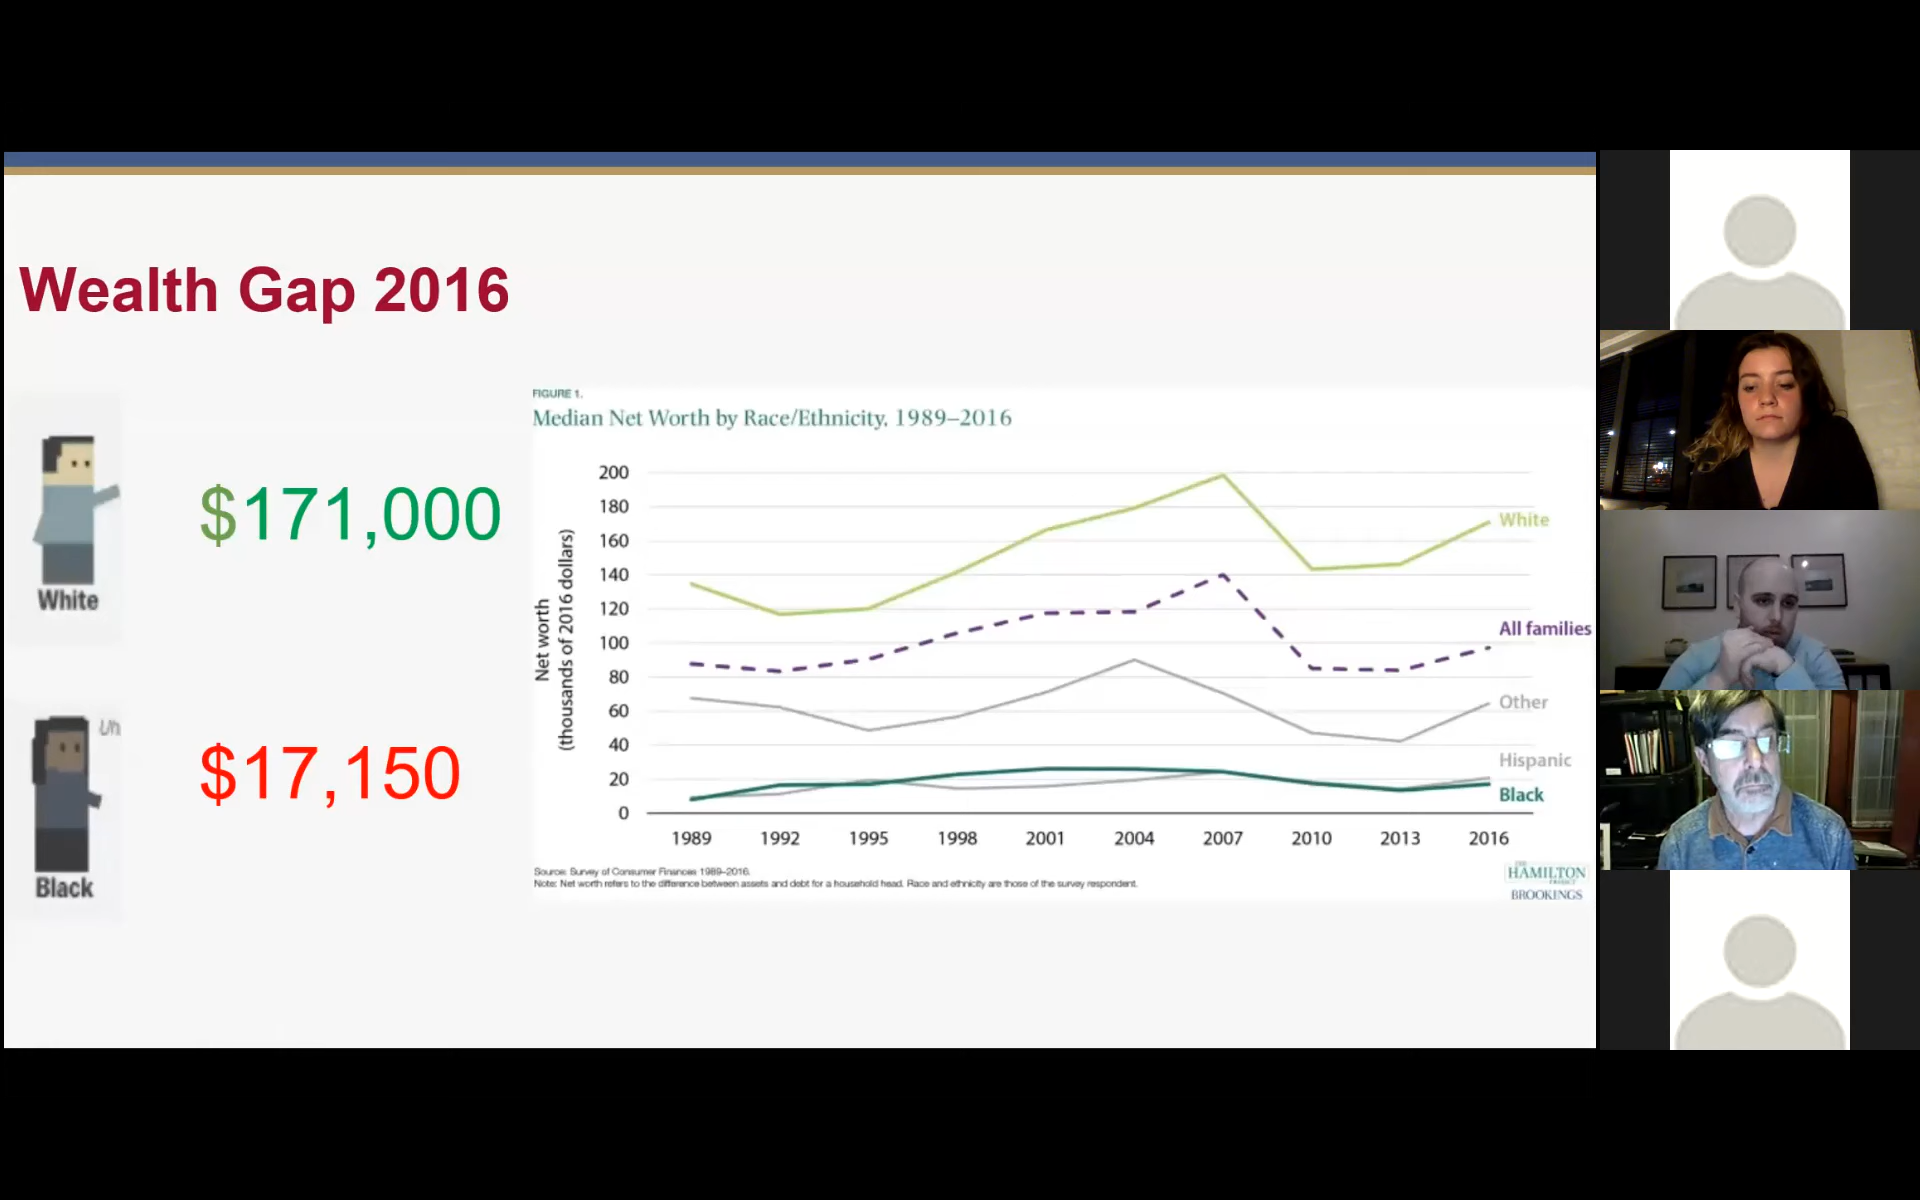 Wealth Gap 2016
White
$171,000
Uh
Black
$17,150
FIGURE 1.
Median Net Worth by Race/Ethnicity, 1989–2016
Net worth
(thousands of 2016 dollars)
200
180
160
140
120
100
80
60
40
20
0
White
All families
Other
Hispanic
Black
1989 1992 1995 1998 2001 2004 2007 2010 2013 2016
Source: Survey of Consumer Finances 1989–2016.
Note: Net worth refers to the difference between assets and debt for a household head. Race and ethnicity are those of the survey respondent.
THE
HAMILTON
PROJECT
BROOKINGS